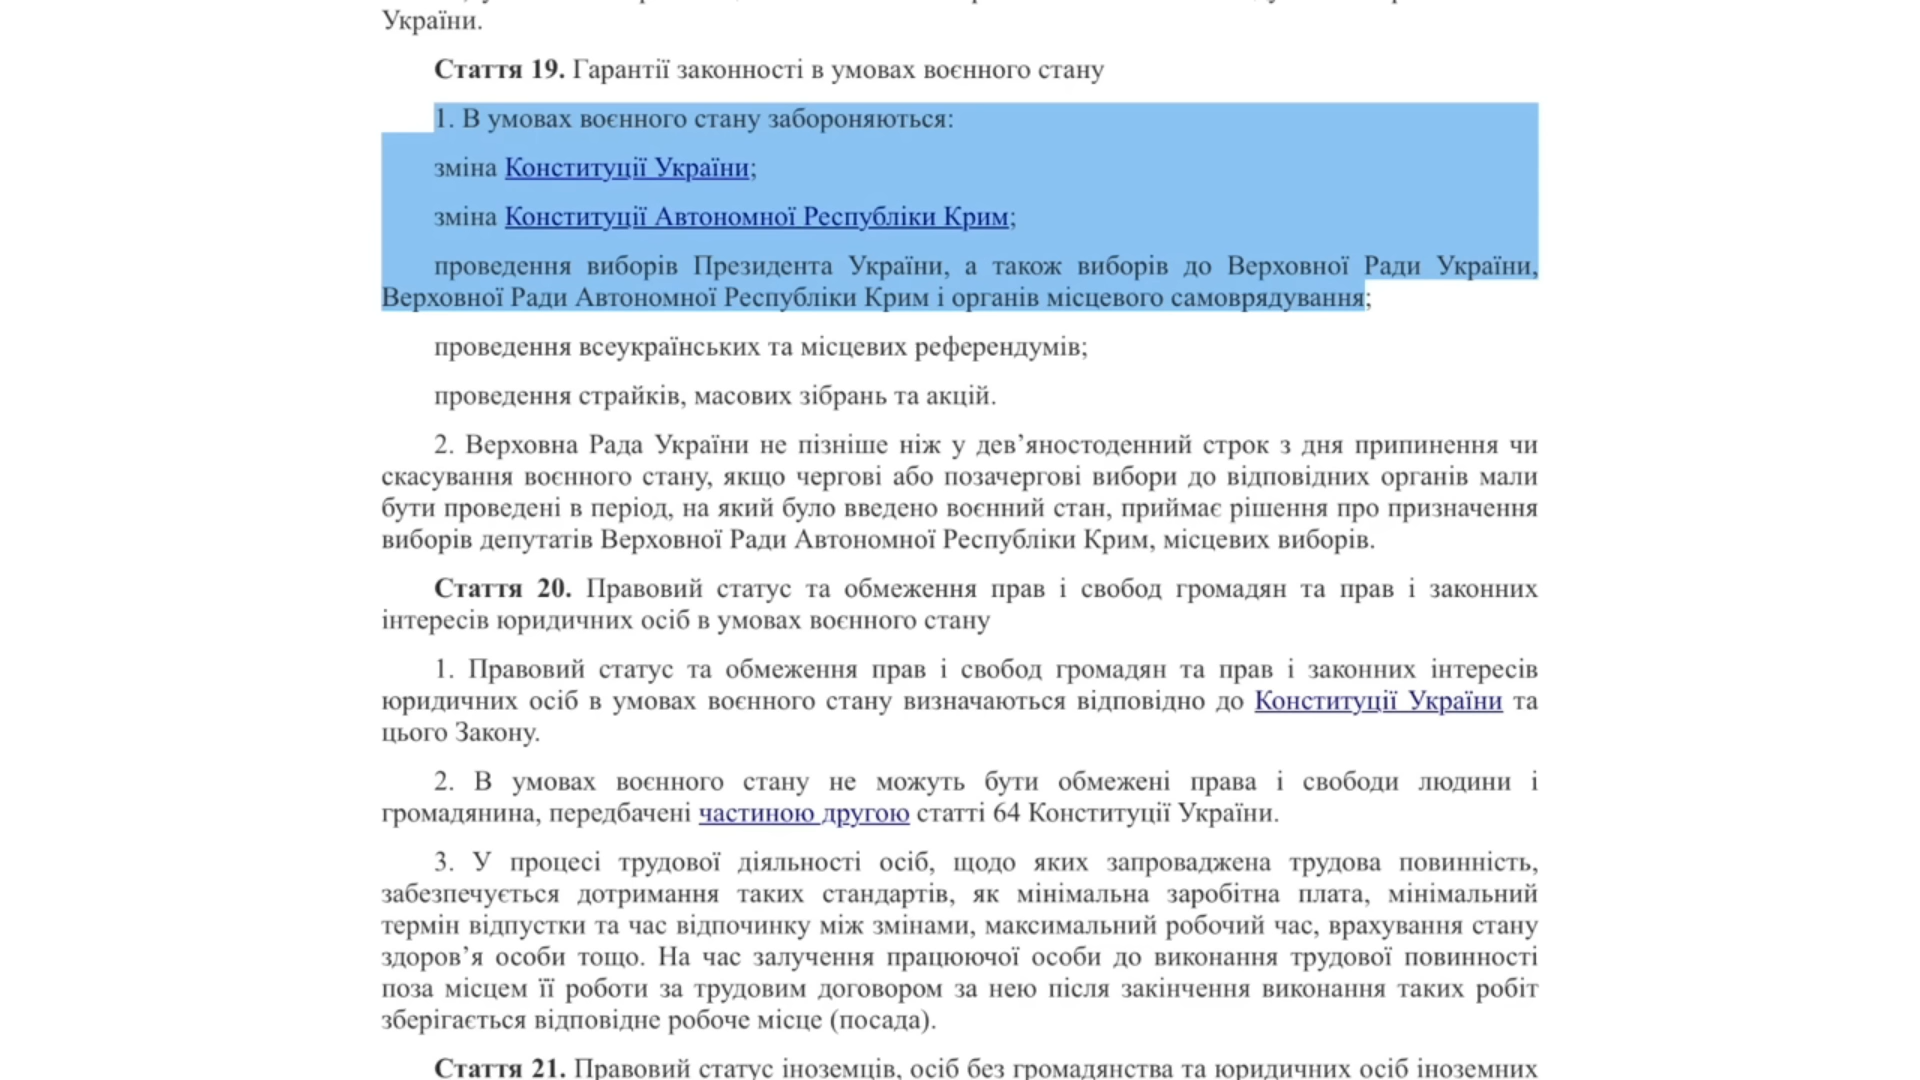 України.
Стаття 19. Гарантії законності в умовах воєнного стану
1. В умовах воєнного стану забороняються:
зміна Конституції України;
зміна Конституції Автономної Республіки Крим;
проведення виборів Президента України, а також виборів до Верховної Ради України,
Верховної Ради Автономної Республіки Крим і органів місцевого самоврядування;
проведення всеукраїнських та місцевих референдумів;
проведення страйків, масових зібрань та акцій.
2. Верховна Рада України не пізніше ніж у дев’яностоденний строк з дня припинення чи
скасування воєнного стану, якщо чергові або позачергові вибори до відповідних органів мали
бути проведені в період, на який було введено воєнний стан, приймає рішення про призначення
виборів депутатів Верховної Ради Автономної Республіки Крим, місцевих виборів.
Стаття 20. Правовий статус та обмеження прав і свобод громадян та прав і законних
інтересів юридичних осіб в умовах воєнного стану
1. Правовий статус та обмеження прав і свобод громадян та прав і законних інтересів
юридичних осіб в умовах воєнного стану визначаються відповідно до Конституції України та
цього Закону.
2. В умовах воєнного стану не можуть бути обмежені права і свободи людини і
громадянина, передбачені частиною другою статті 64 Конституції України.
3. У процесі трудової діяльності осіб, щодо яких запроваджена трудова повинність,
забезпечується дотримання таких стандартів, як мінімальна заробітна плата, мінімальний
термін відпустки та час відпочинку між змінами, максимальний робочий час, врахування стану
здоров’я особи тощо. На час залучення працюючої особи до виконання трудової повинності
поза місцем її роботи за трудовим договором за нею після закінчення виконання таких робіт
зберігається відповідне робоче місце (посада).
Стаття 21. Правовий статус іноземців, осіб без громадянства та юридичних осіб іноземних